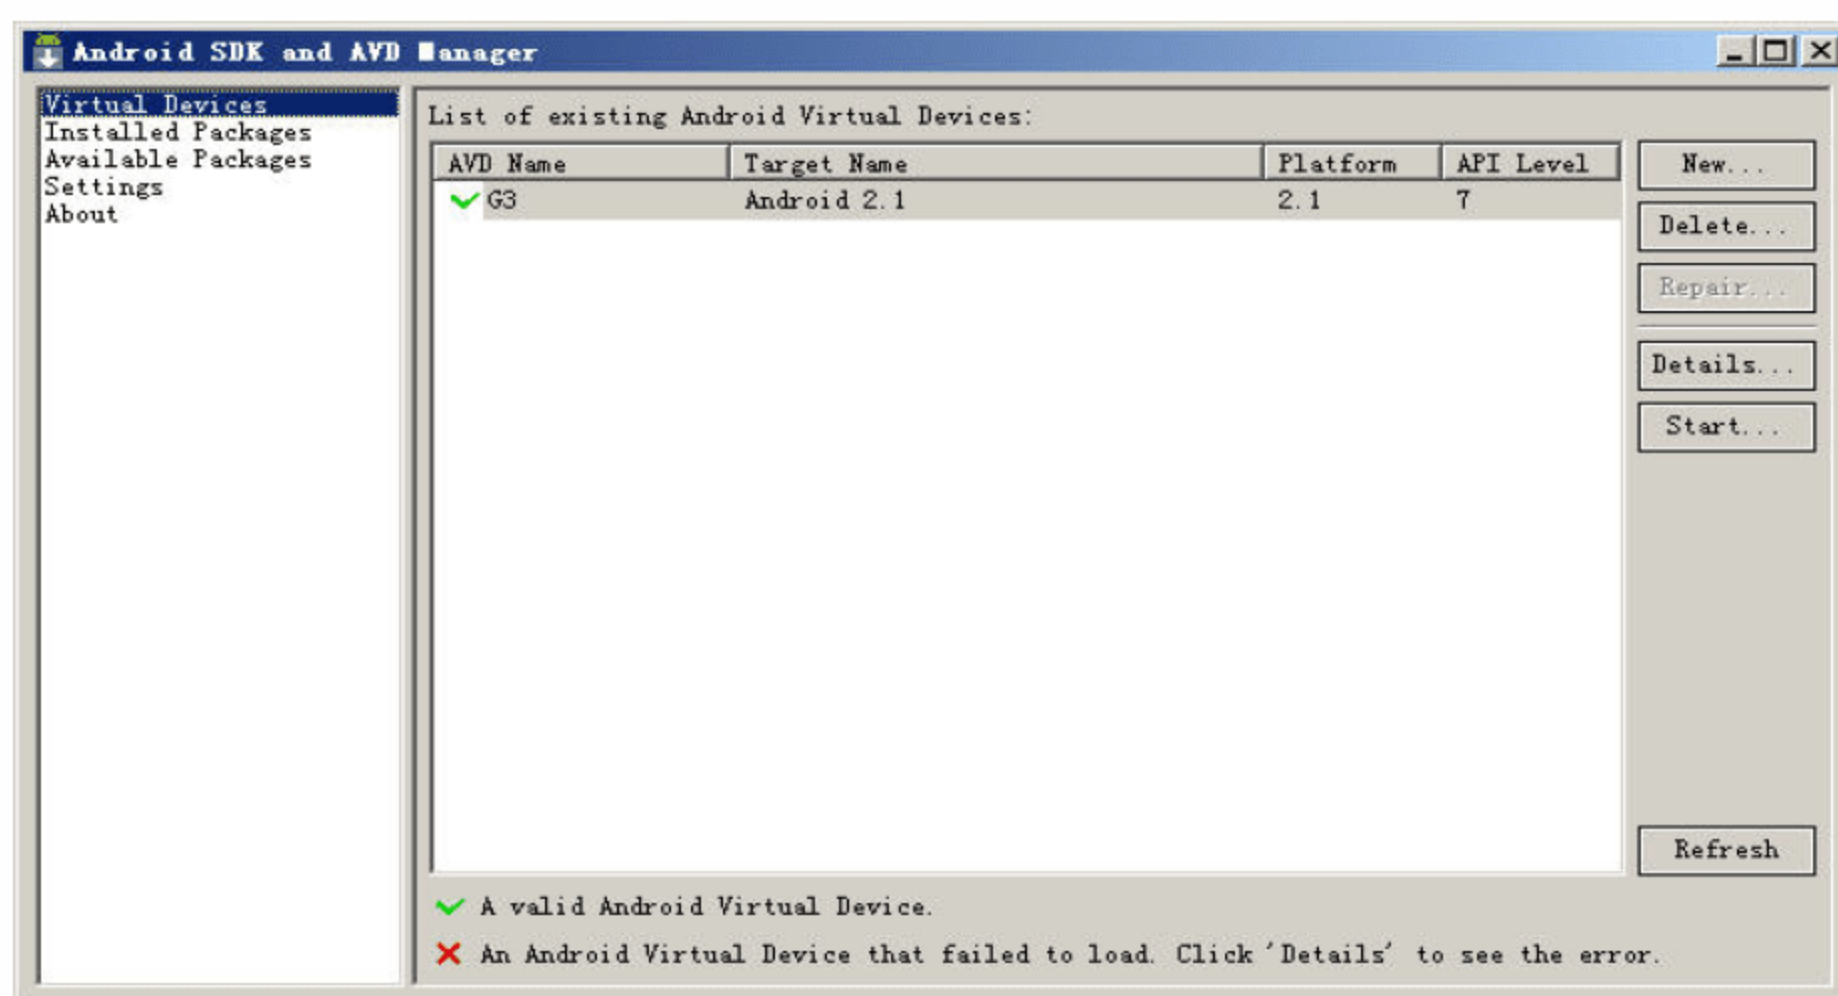 Android SDK and AVD Manager
Virtual Devices
Installed Packages
Available Packages
Settings
About
List of existing Android Virtual Devices:
AVD Name Target Name Platform API Level
G3 Android 2.1 2.1 7
New...
Delete...
Repair...
Details...
Start...
Refresh
A valid Android Virtual Device.
An Android Virtual Device that failed to load. Click 'Details' to see the error.